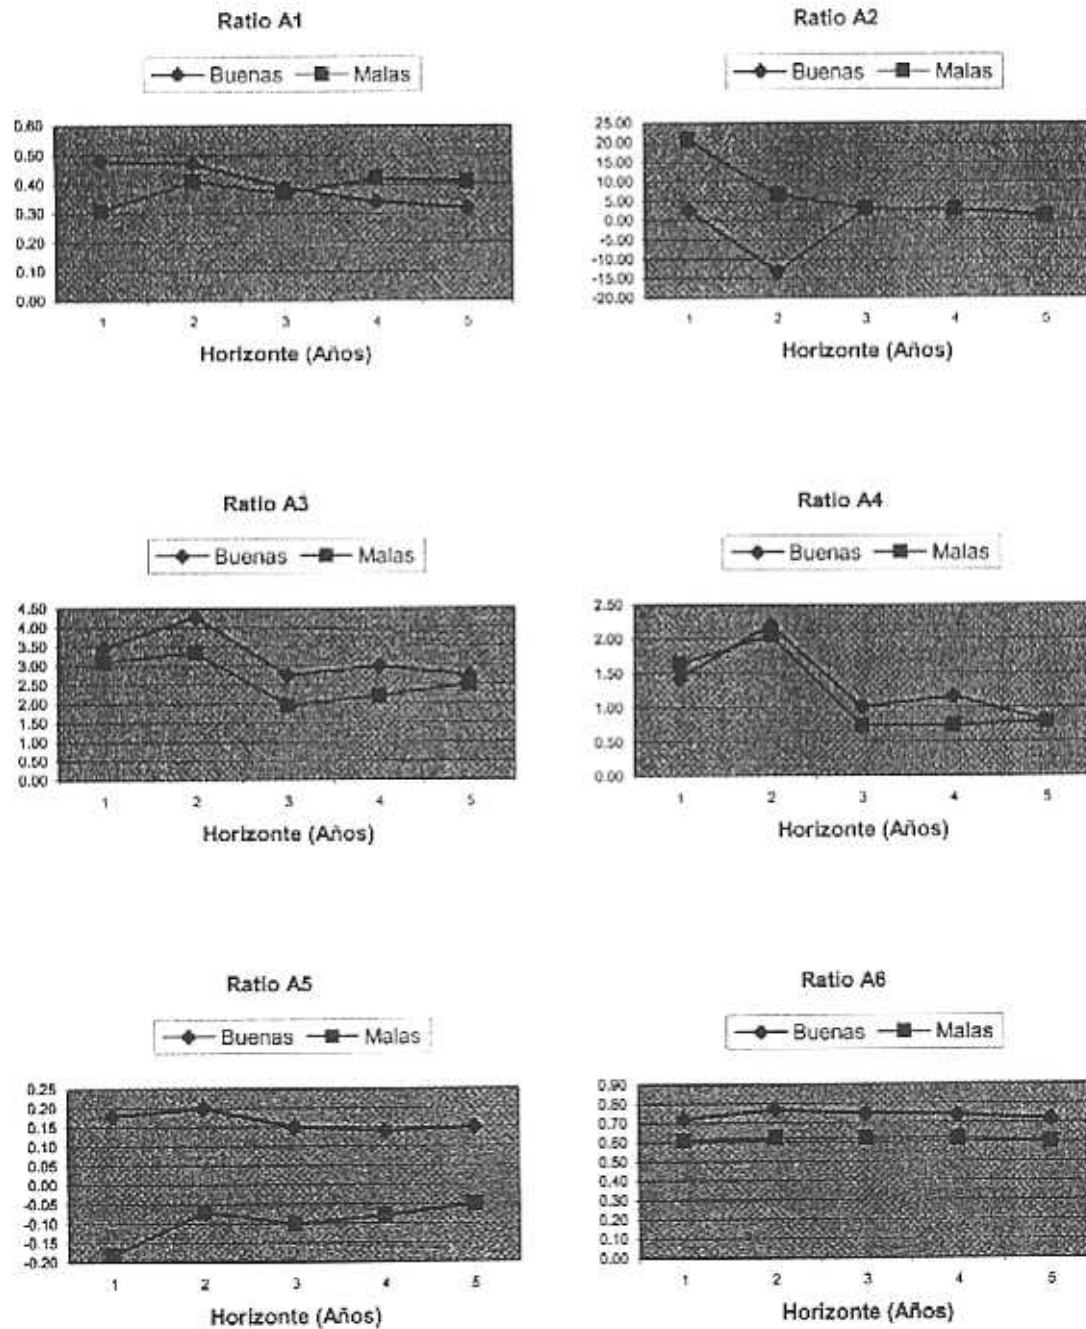 Ratio A1
Buenas Malas
0.60
0.50
0.40
0.30
0.20
0.10
0.00
1 2 3 4 5
Horizonte (Años)
Ratio A2
Buenas Malas
25.00
20.00
15.00
10.00
5.00
0.00
-5.00
-10.00
-15.00
-20.00
1 2 3 4 5
Horizonte (Años)
Ratio A3
Buenas Malas
4.50
4.00
3.50
3.00
2.50
2.00
1.50
1.00
0.50
0.00
1 2 3 4 5
Horizonte (Años)
Ratio A4
Buenas Malas
2.50
2.00
1.50
1.00
0.50
0.00
1 2 3 4 5
Horizonte (Años)
Ratio A5
Buenas Malas
0.25
0.20
0.15
0.10
0.05
0.00
-0.05
-0.10
-0.15
-0.20
1 2 3 4 5
Horizonte (Años)
Ratio A6
Buenas Malas
0.90
0.80
0.70
0.60
0.50
0.40
0.30
0.20
0.10
0.00
1 2 3 4 5
Horizonte (Años)